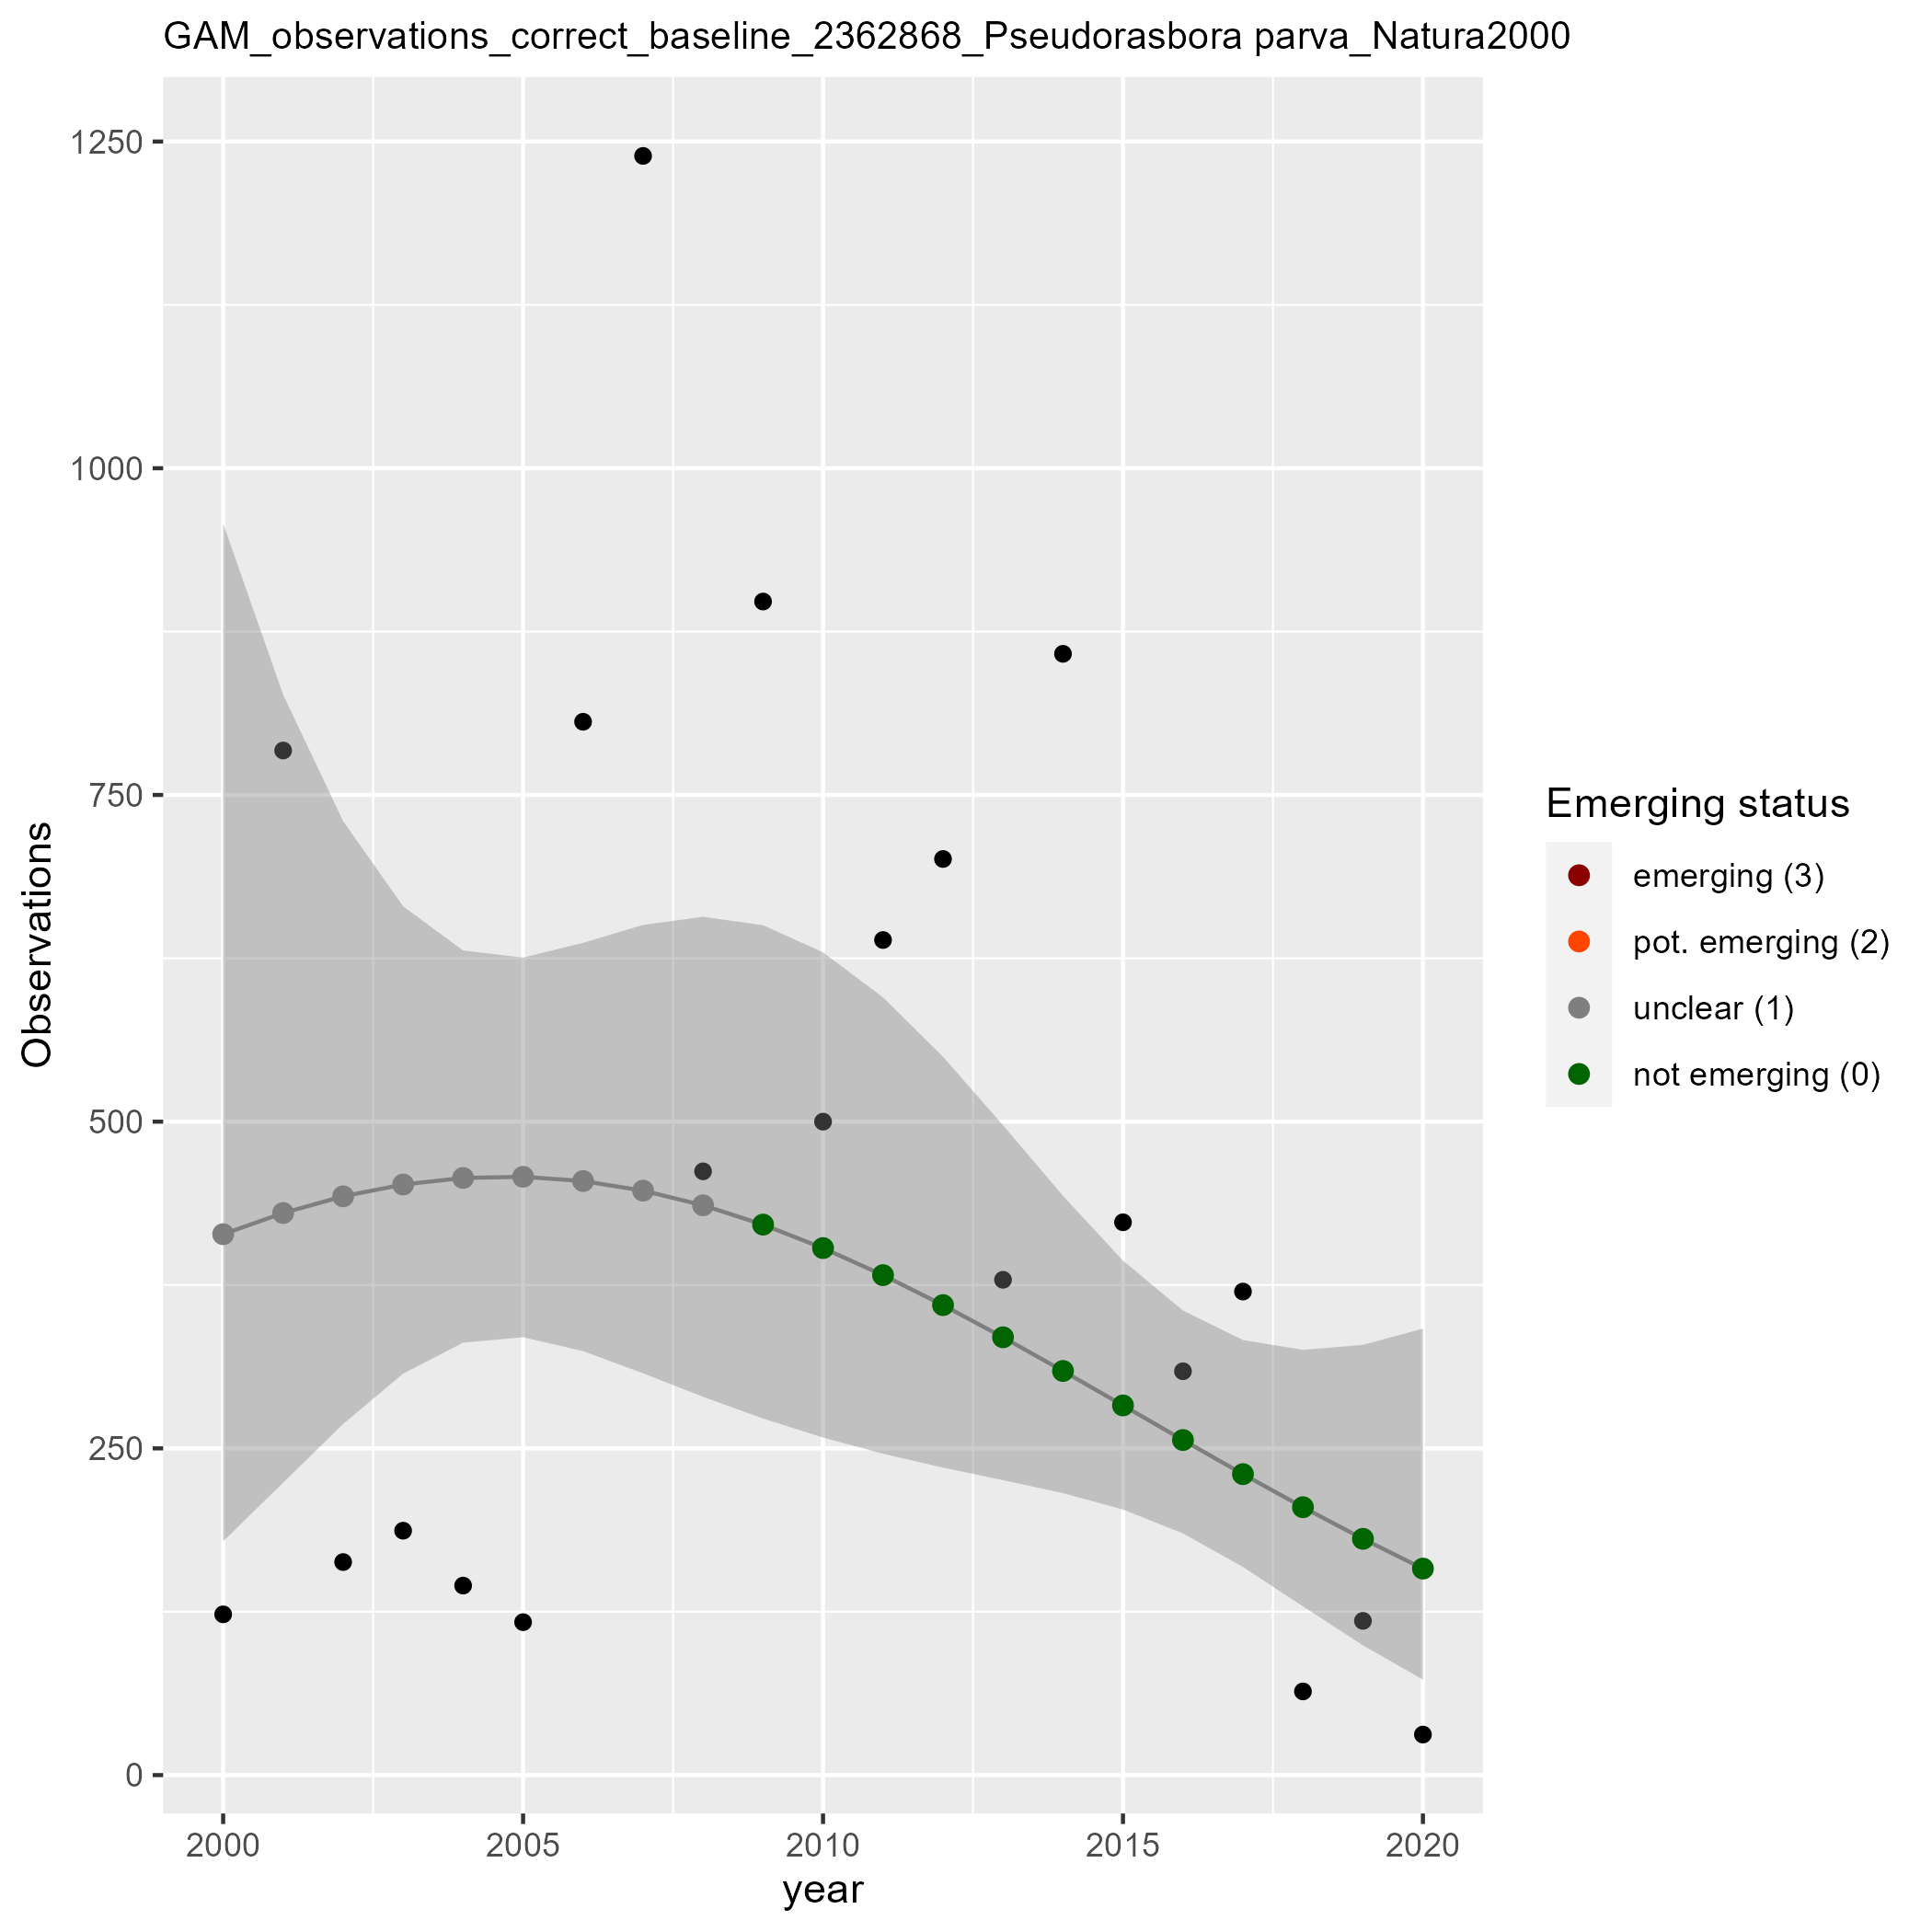 GAM_observations_correct_baseline_2362868_Pseudorasbora parva_Natura2000
1250
1000
750
500
250
0
Observations
2000 2005 2010 2015 2020
year
Emerging status
emerging (3)
pot. emerging (2)
unclear (1)
not emerging (0)